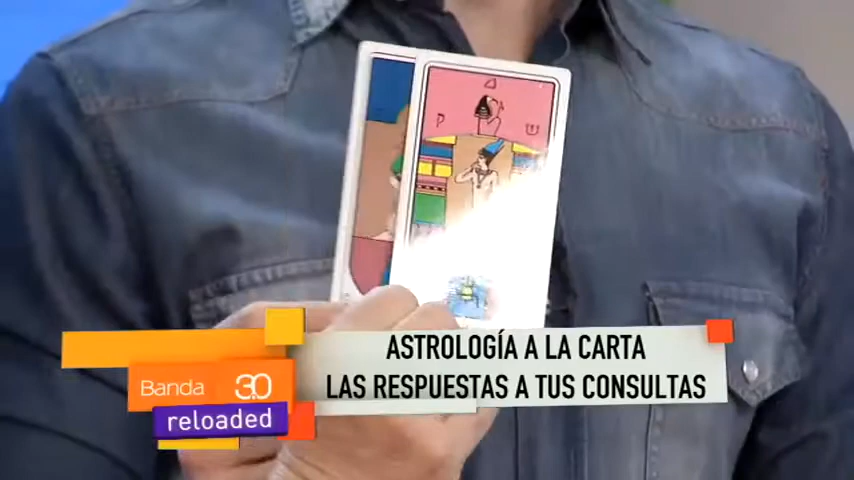 ASTROLOGÍA A LA CARTA
LAS RESPUESTAS A TUS CONSULTAS
Banda 3.0
reloaded